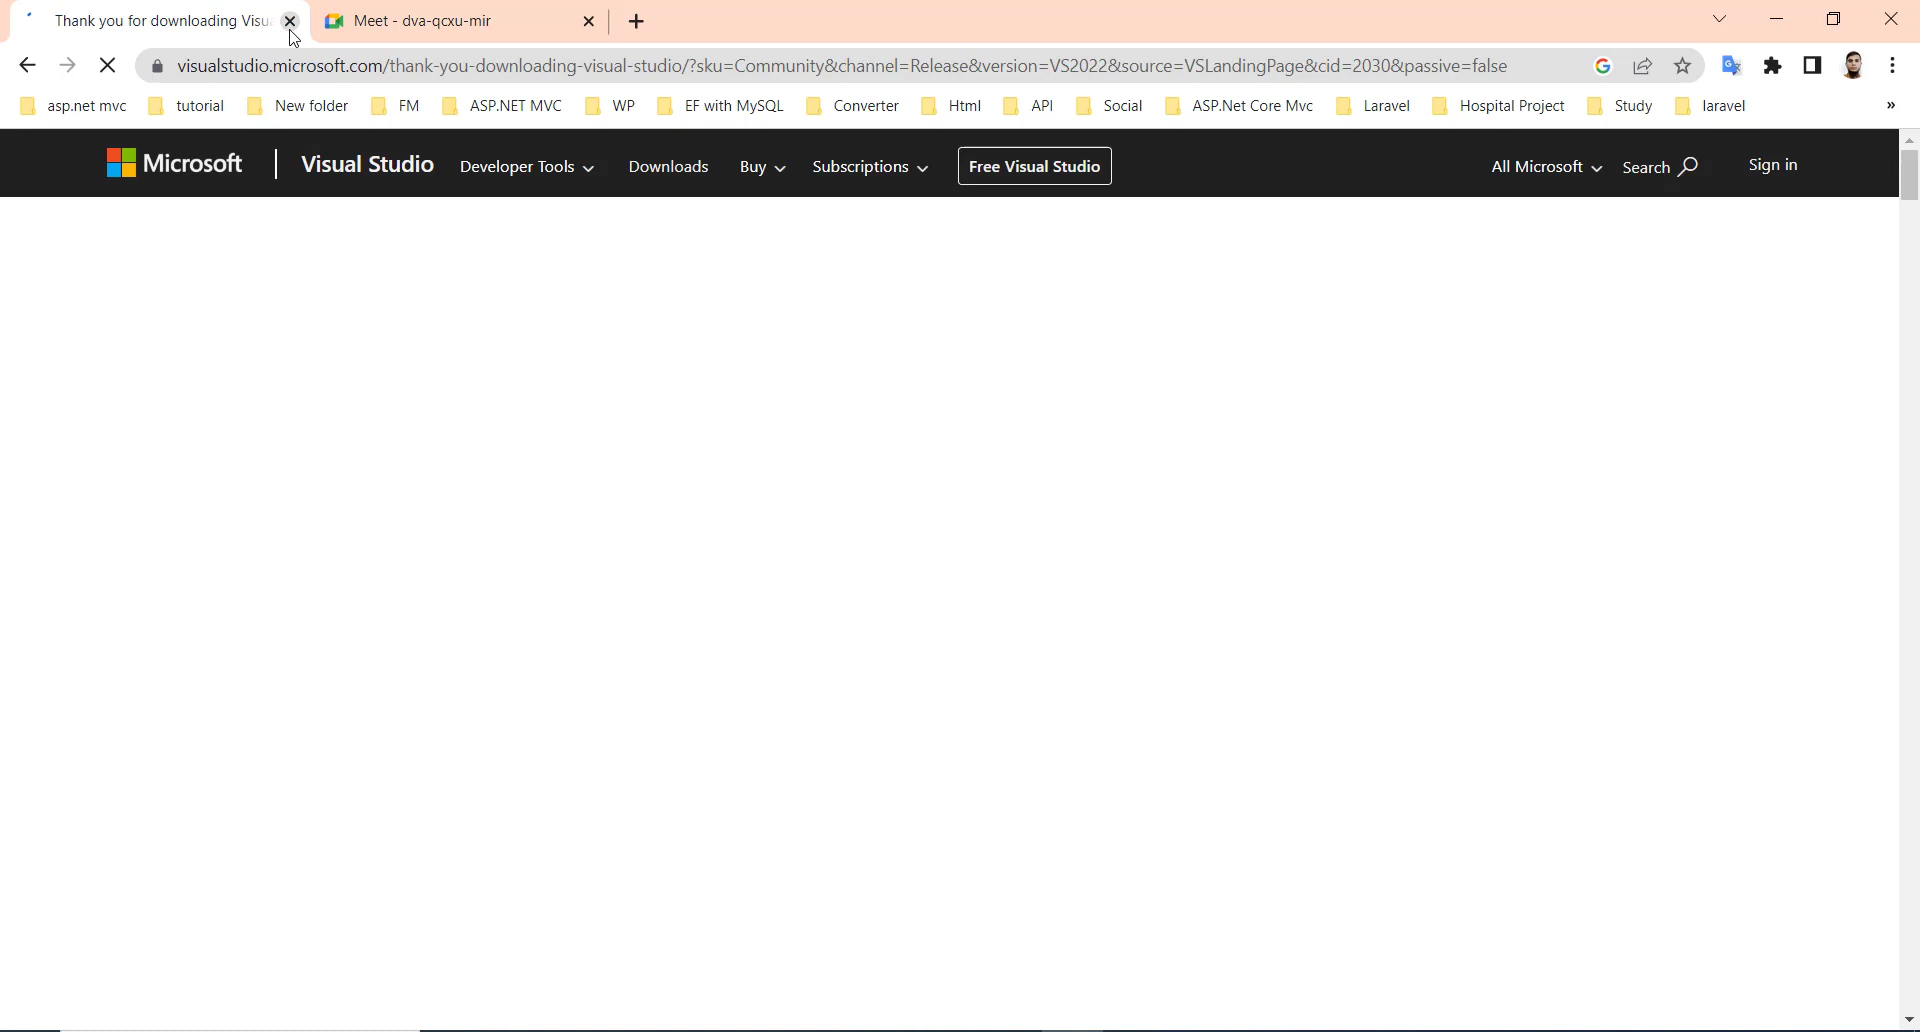 Thank you for downloading Visu
Meet - dva-qcxu-mir
visualstudio.microsoft.com/thank-you-downloading-visual-studio/?sku=Community&channel=Release&version=VS2022&source=VSLandingPage&cid=2030&passive=false
asp.net mvc tutorial New folder FM ASP.NET MVC WP EF with MySQL Converter Html API Social ASP.Net Core Mvc Laravel Hospital Project Study laravel »
Microsoft Visual Studio Developer Tools Downloads Buy Subscriptions Free Visual Studio All Microsoft Search Sign in